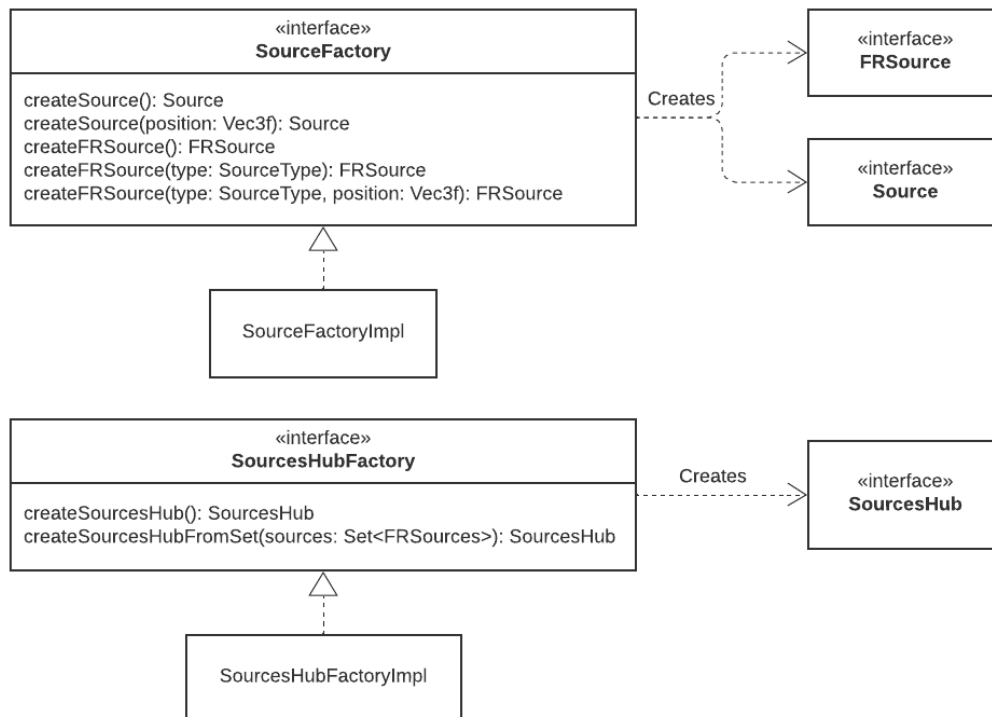 «interface»
SourceFactory
createSource(): Source
createSource(position: Vec3f): Source
createFRSource(): FRSource
createFRSource(type: SourceType): FRSource
createFRSource(type: SourceType, position: Vec3f): FRSource
Creates
«interface»
FRSource
«interface»
Source
SourceFactoryImpl
«interface»
SourcesHubFactory
createSourcesHub(): SourcesHub
createSourcesHubFromSet(sources: Set<FRSources>): SourcesHub
Creates
«interface»
SourcesHub
SourcesHubFactoryImpl